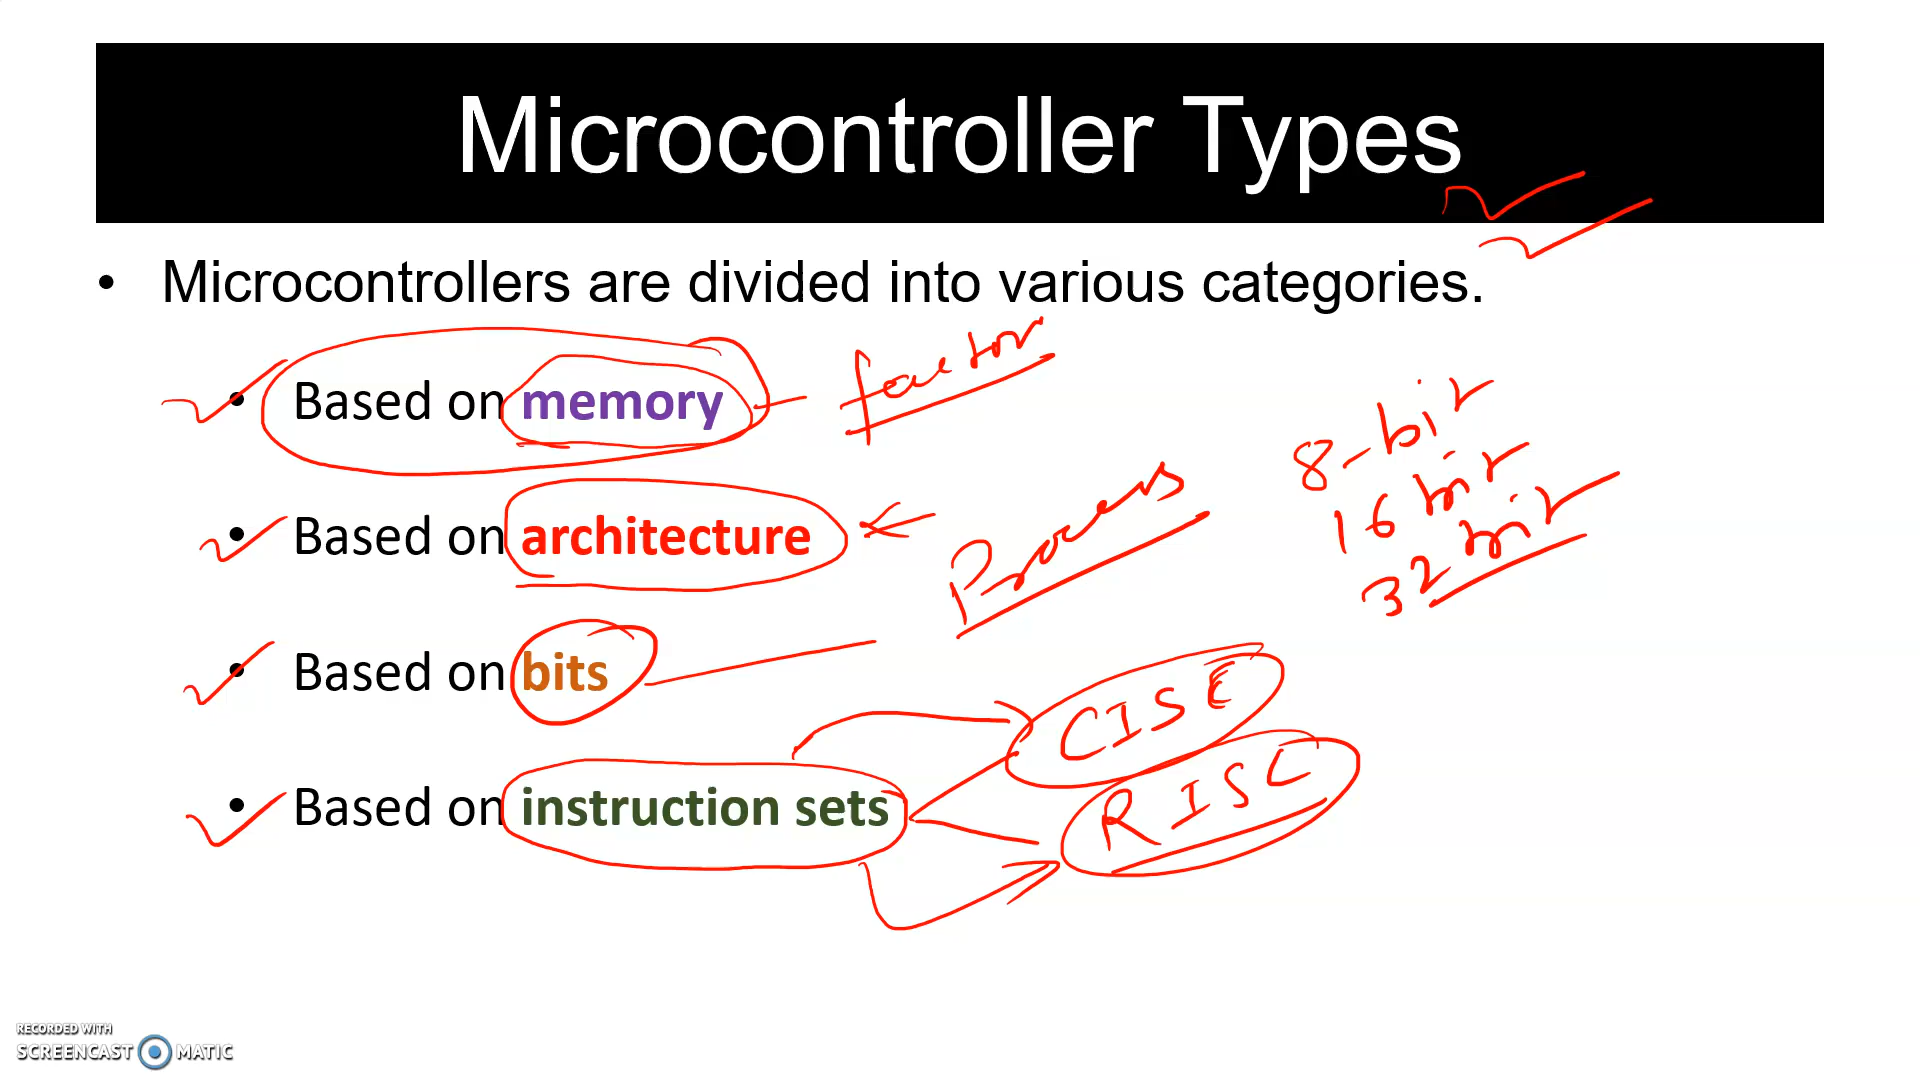 Microcontroller Types
• Microcontrollers are divided into various categories.
• Based on memory
factor
• Based on architecture
Process
8-bit
16 bit
32 bit
• Based on bits
• Based on instruction sets
CISC
RISC
RECORDED WITH
SCREENCAST MATIC